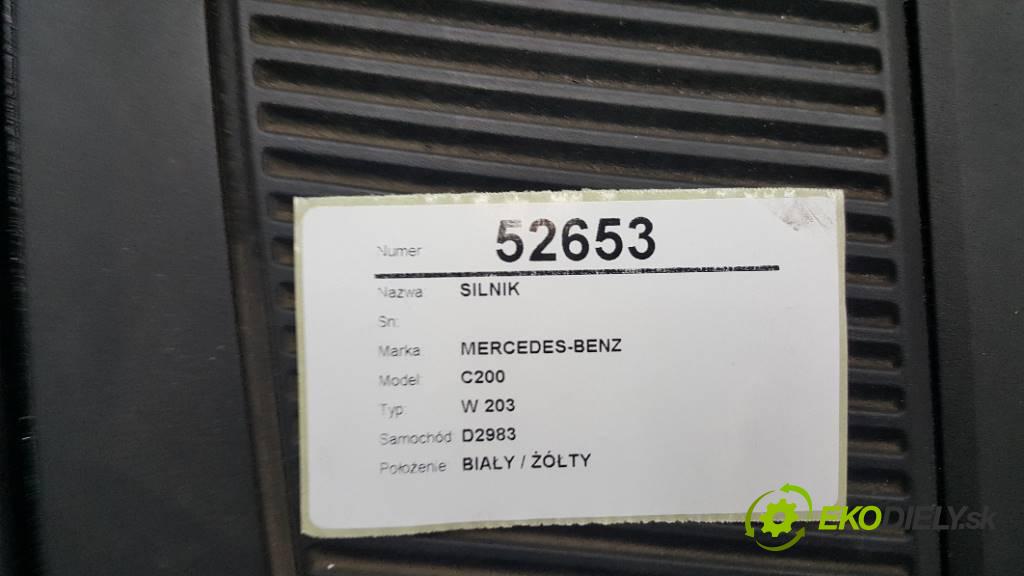 Numer 52653
Nazwa: SILNIK
Sn:
Marka: MERCEDES-BENZ
Model: C200
Typ: W 203
Samochód: D2983
Położenie: BIAŁY / ŻÓŁTY
EKODIELY.sk